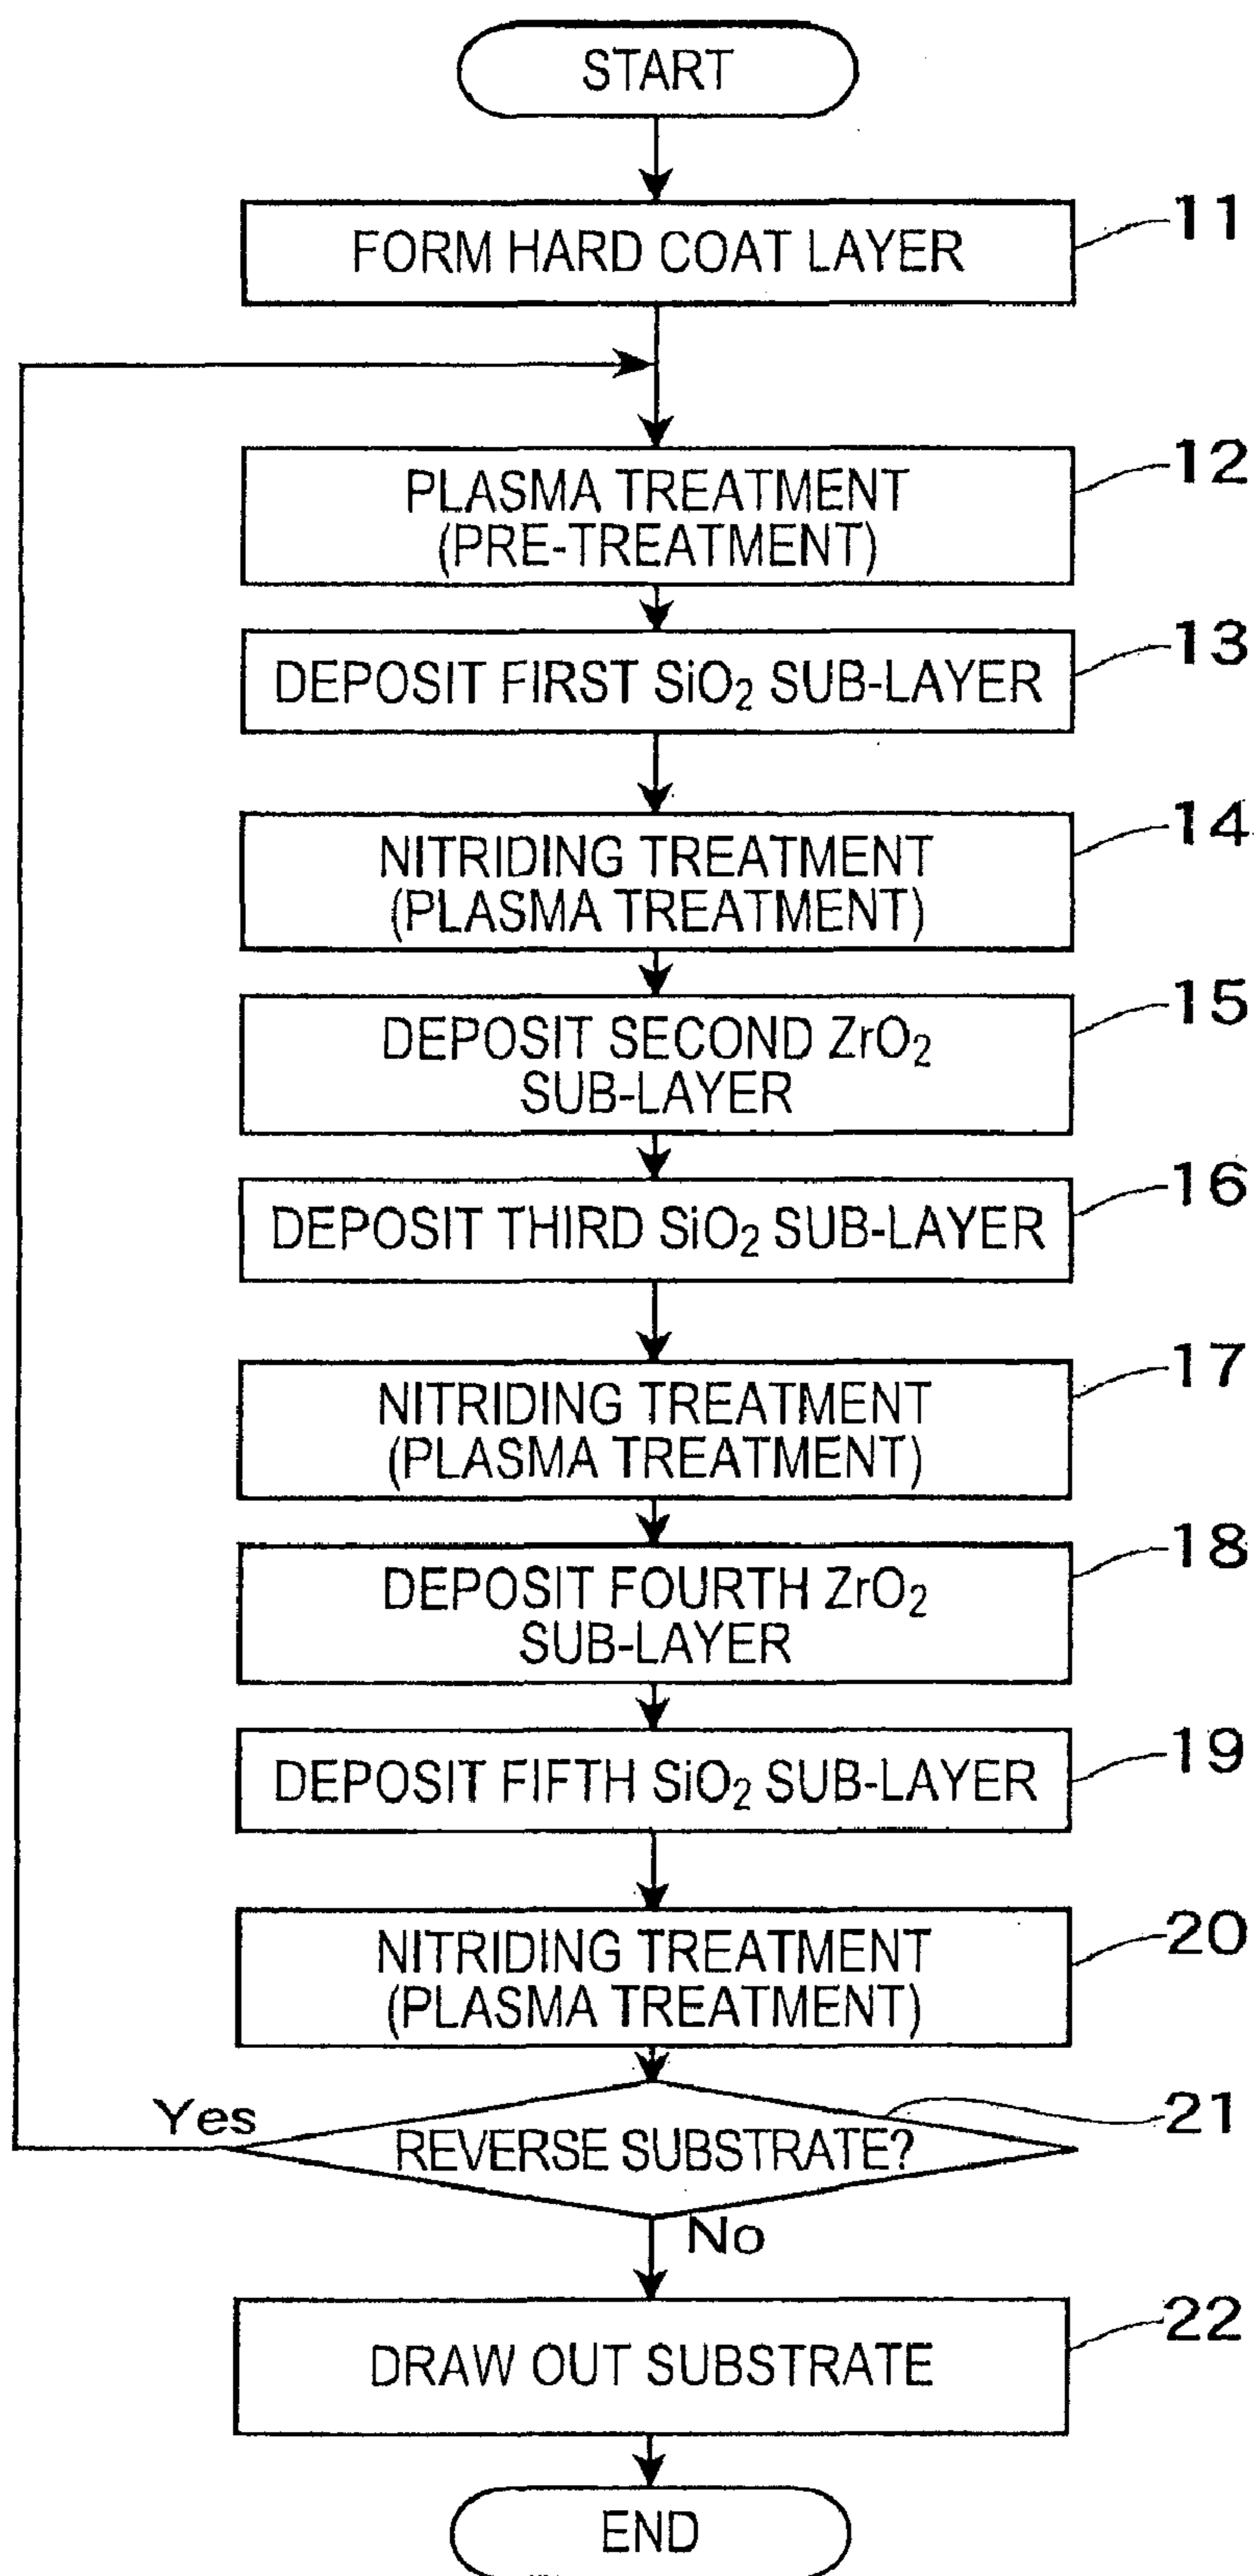 START
FORM HARD COAT LAYER
11
PLASMA TREATMENT
(PRE-TREATMENT)
12
DEPOSIT FIRST SiO₂ SUB-LAYER
13
NITRIDING TREATMENT
(PLASMA TREATMENT)
14
DEPOSIT SECOND ZrO₂
SUB-LAYER
15
DEPOSIT THIRD SiO₂ SUB-LAYER
16
NITRIDING TREATMENT
(PLASMA TREATMENT)
17
DEPOSIT FOURTH ZrO₂
SUB-LAYER
18
DEPOSIT FIFTH SiO₂ SUB-LAYER
19
NITRIDING TREATMENT
(PLASMA TREATMENT)
20
Yes
REVERSE SUBSTRATE?
21
No
DRAW OUT SUBSTRATE
22
END